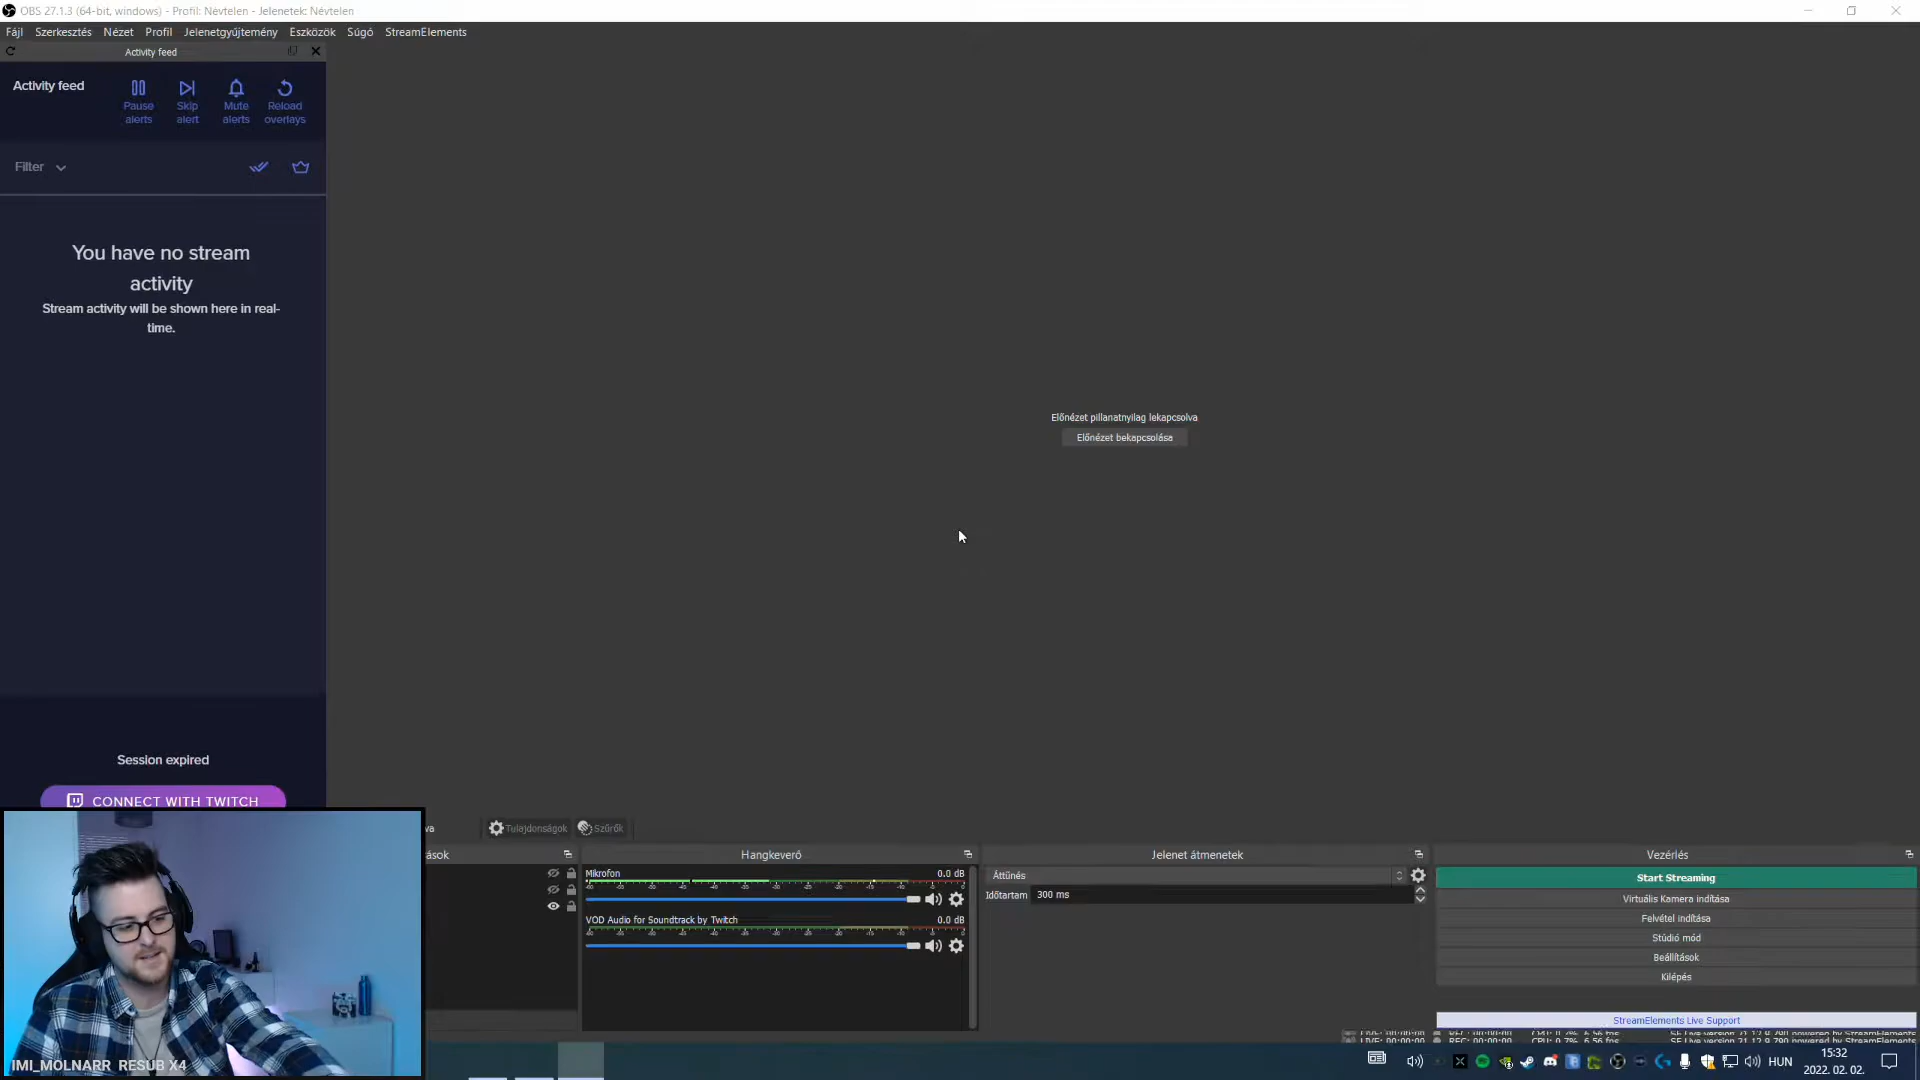 OBS 27.1.3 (64-bit, windows) - Profil: Névtelen - Jelenetek: Névtelen
Fájl Szerkesztés Nézet Profil Jelenetgyűjtemény Eszközök Súgó StreamElements
Activity feed
Activity feed
Pause alerts
Skip alert
Mute alerts
Reload overlays
Filter
You have no stream
activity
Stream activity will be shown here in real-
time.
Session expired
CONNECT WITH TWITCH
Előnézet pillanatnyilag lekapcsolva
Előnézet bekapcsolása
va
Tulajdonságok
Szűrők
ások
Hangkeverő
Mikrofon 0.0 dB
VOD Audio for Soundtrack by Twitch 0.0 dB
Jelenet átmenetek
Áttűnés
Időtartam 300 ms
Vezérlés
Start Streaming
Virtuális Kamera indítása
Felvétel indítása
Stúdió mód
Beállítások
Kilépés
StreamElements Live Support
IMI_MOLNARR RESUB X4
HUN
15:32
2022. 02. 02.